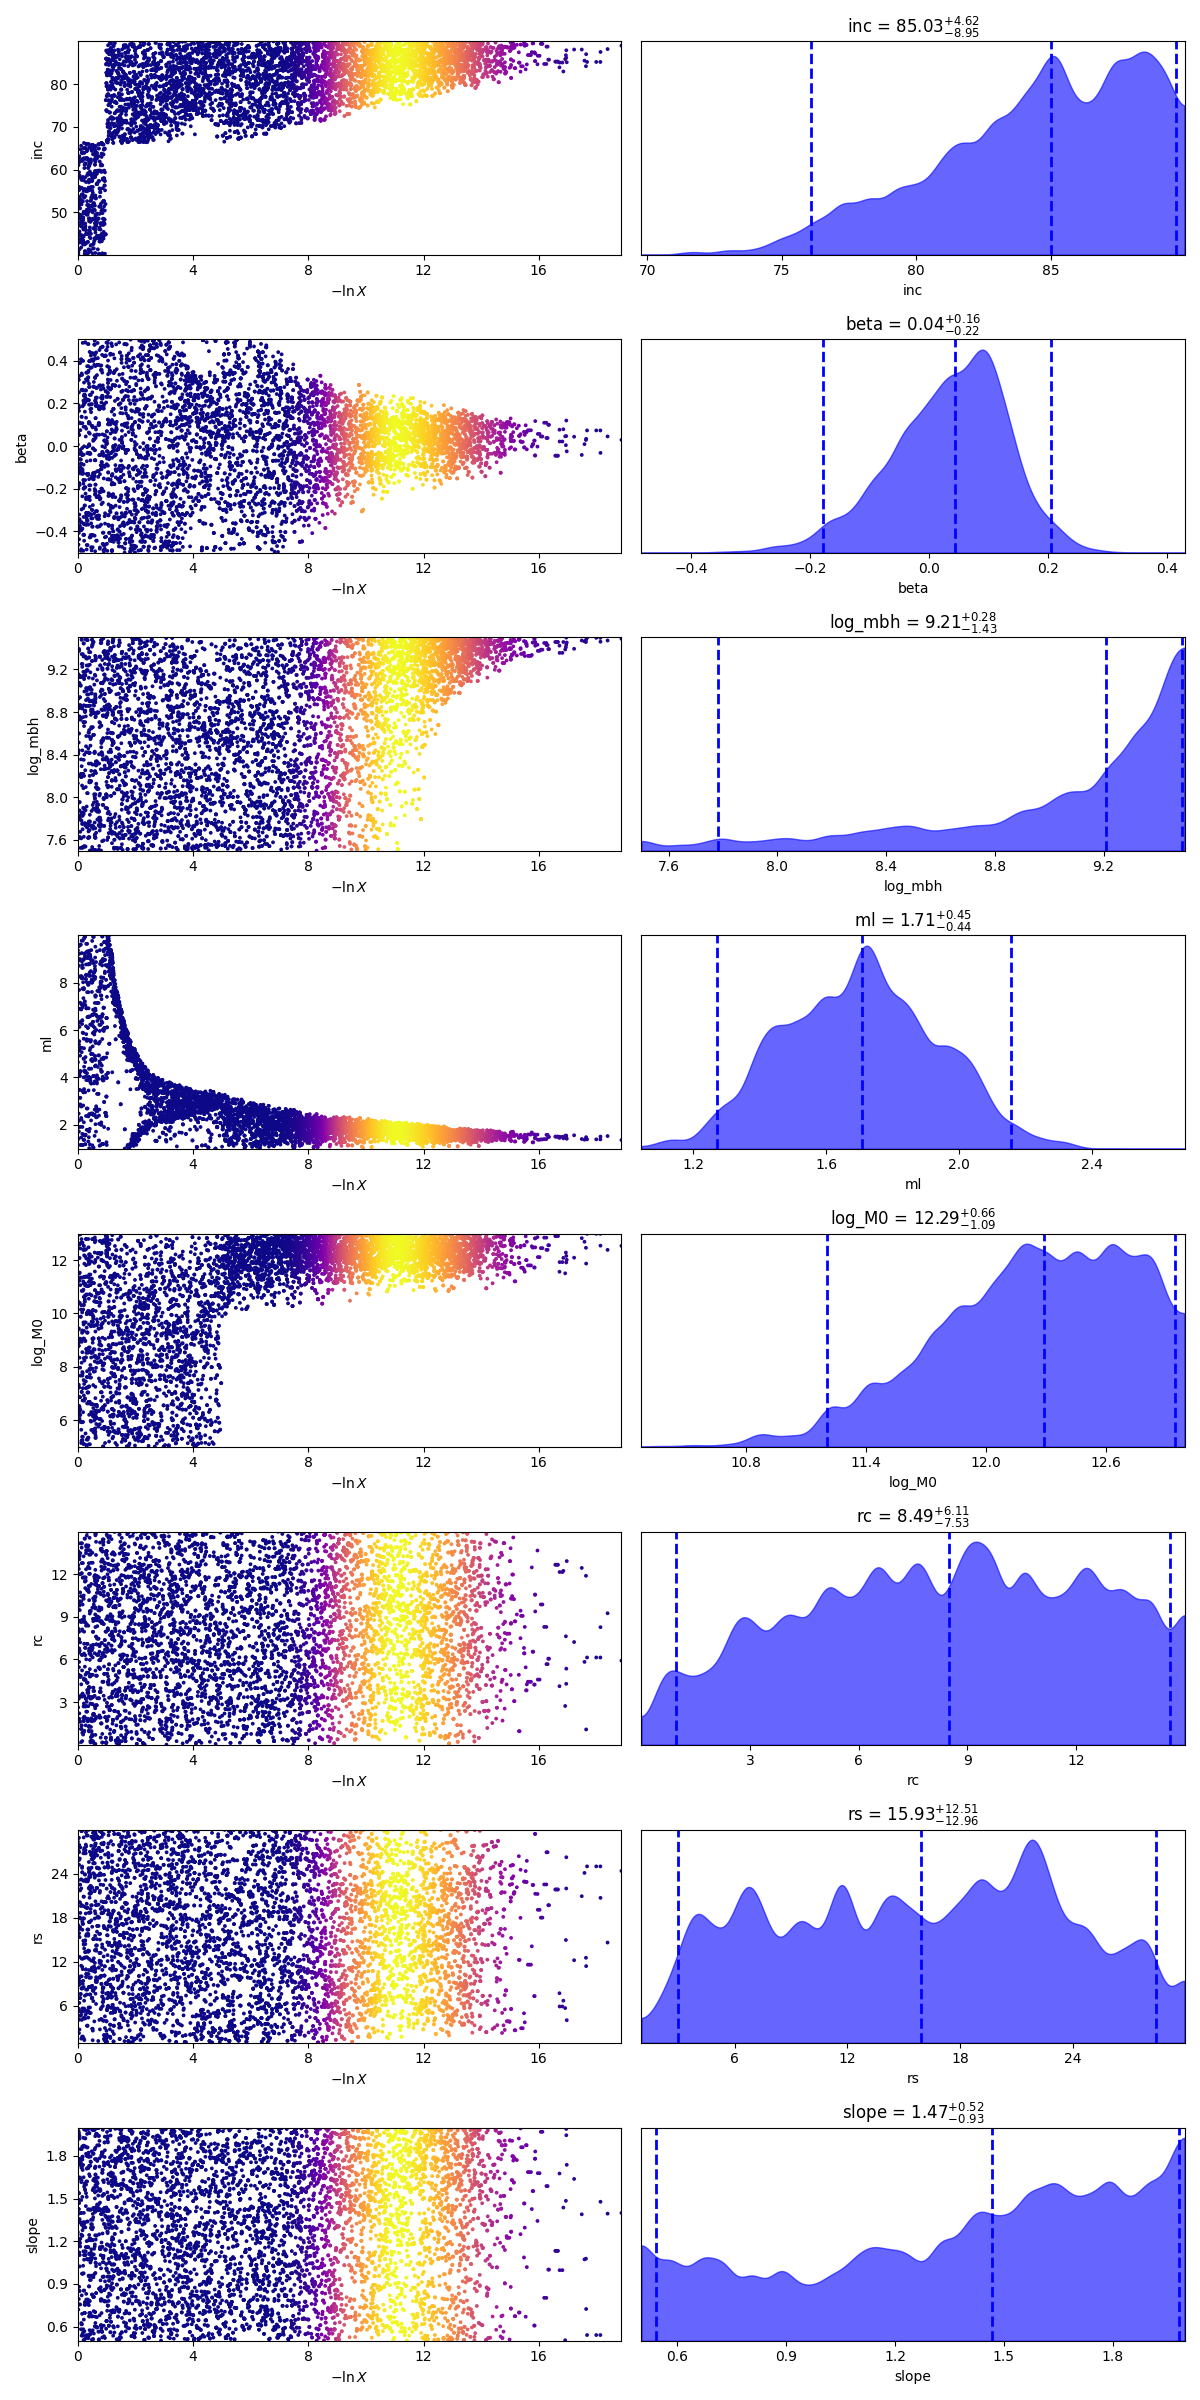 inc = 85.03+4.62−8.95
80
70
60
50
inc
0 4 8 12 16
−ln X
70 75 80 85
inc
beta = 0.04+0.16−0.22
0.4
0.2
0.0
−0.2
−0.4
beta
0 4 8 12 16
−ln X
−0.4 −0.2 0.0 0.2 0.4
beta
log_mbh = 9.21+0.28−1.43
9.2
8.8
8.4
8.0
7.6
log_mbh
0 4 8 12 16
−ln X
7.6 8.0 8.4 8.8 9.2
log_mbh
ml = 1.71+0.45−0.44
8
6
4
2
ml
0 4 8 12 16
−ln X
1.2 1.6 2.0 2.4
ml
log_M0 = 12.29+0.66−1.09
12
10
8
6
log_M0
0 4 8 12 16
−ln X
10.8 11.4 12.0 12.6
log_M0
rc = 8.49+6.11−7.53
12
9
6
3
rc
0 4 8 12 16
−ln X
3 6 9 12
rc
rs = 15.93+12.51−12.96
24
18
12
6
rs
0 4 8 12 16
−ln X
6 12 18 24
rs
slope = 1.47+0.52−0.93
1.8
1.5
1.2
0.9
0.6
slope
0 4 8 12 16
−ln X
0.6 0.9 1.2 1.5 1.8
slope